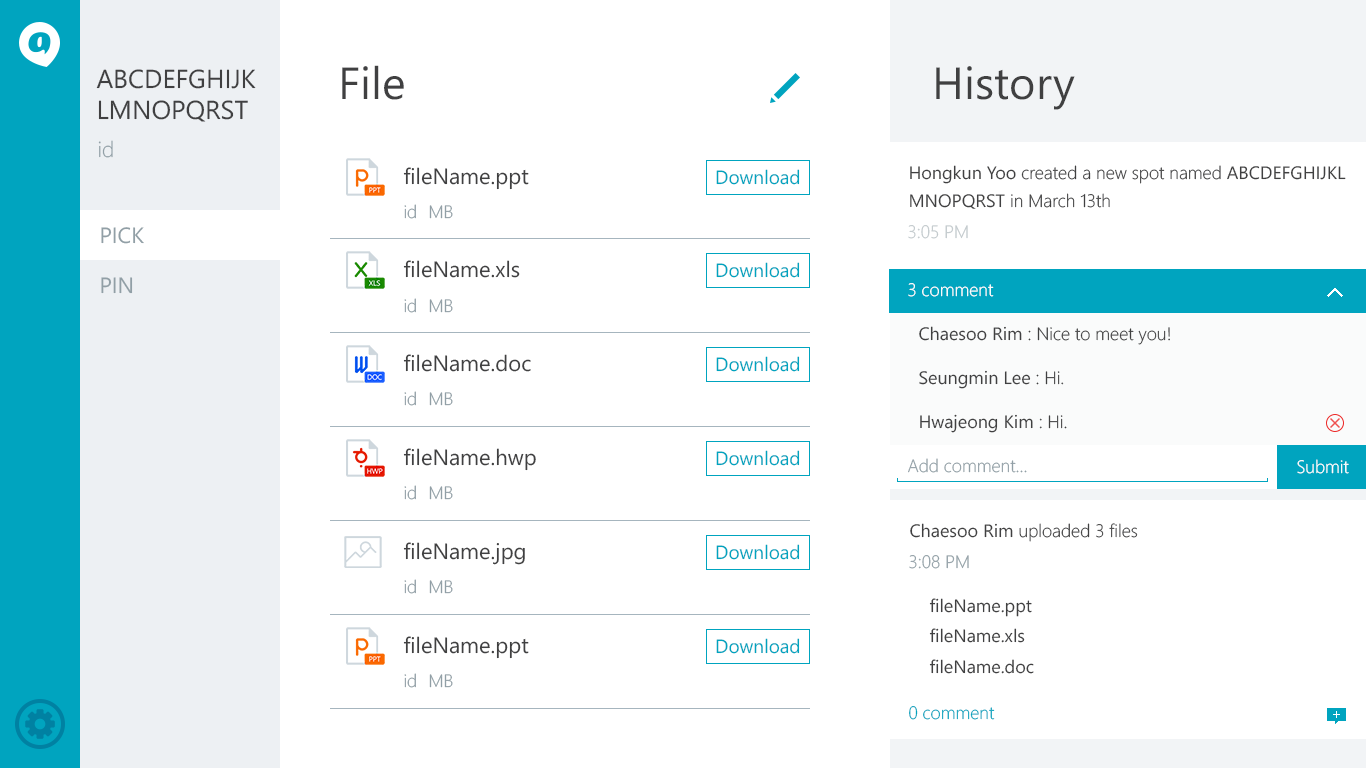 ABCDEFGHIJK
LMNOPQRST
id
PICK
PIN
File
PPT
fileName.ppt
Download
id MB
XLS
fileName.xls
Download
id MB
DOC
fileName.doc
Download
id MB
HWP
fileName.hwp
Download
id MB
fileName.jpg
Download
id MB
PPT
fileName.ppt
Download
id MB
History
Hongkun Yoo created a new spot named ABCDEFGHIJKL
MNOPQRST in March 13th
3:05 PM
3 comment
Chaesoo Rim : Nice to meet you!
Seungmin Lee : Hi.
Hwajeong Kim : Hi.
Add comment...
Submit
Chaesoo Rim uploaded 3 files
3:08 PM
fileName.ppt
fileName.xls
fileName.doc
0 comment